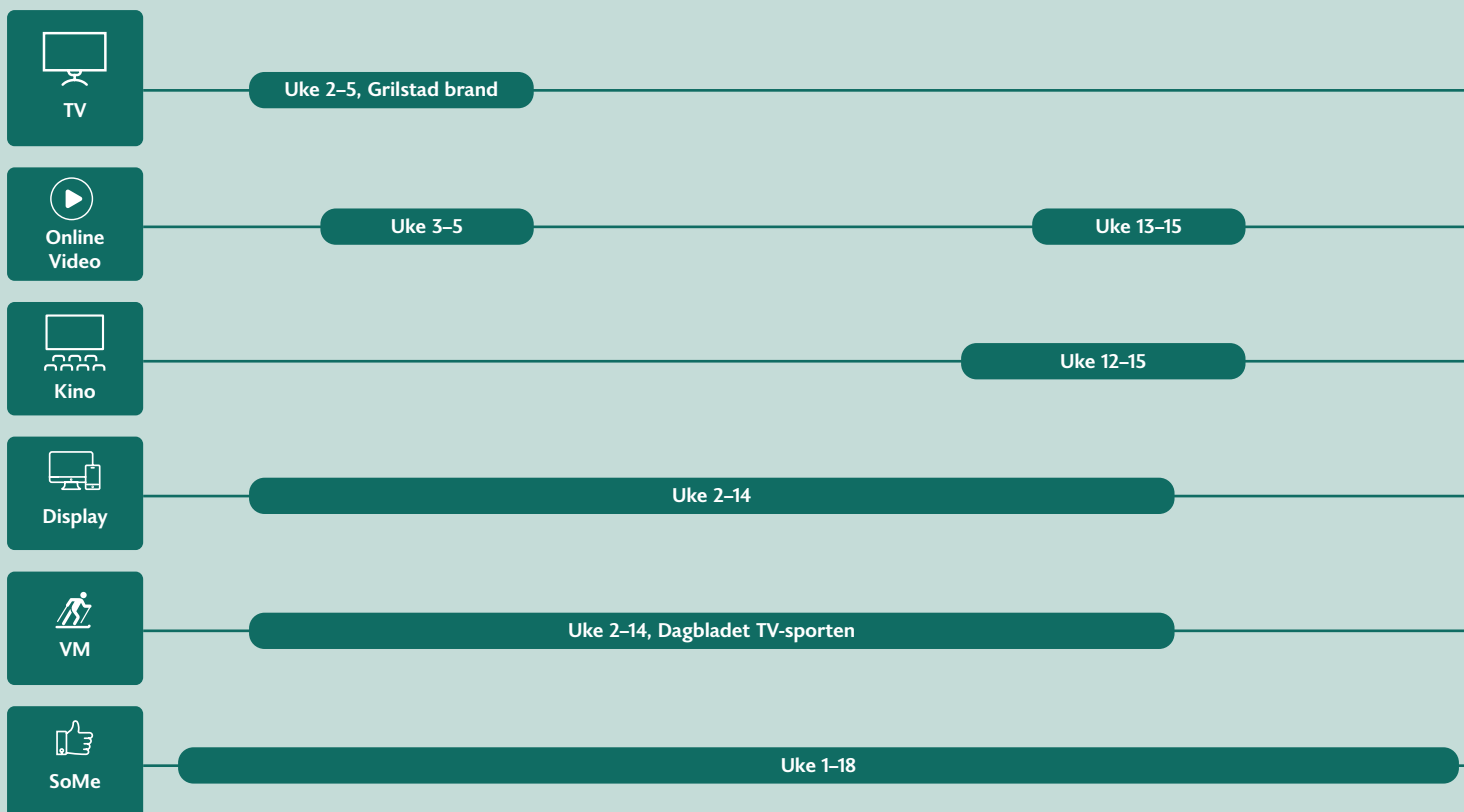 TV
Uke 2–5, Grilstad brand
Online
Video
Uke 3–5
Uke 13–15
Kino
Uke 12–15
Display
Uke 2–14
VM
Uke 2–14, Dagbladet TV-sporten
SoMe
Uke 1–18